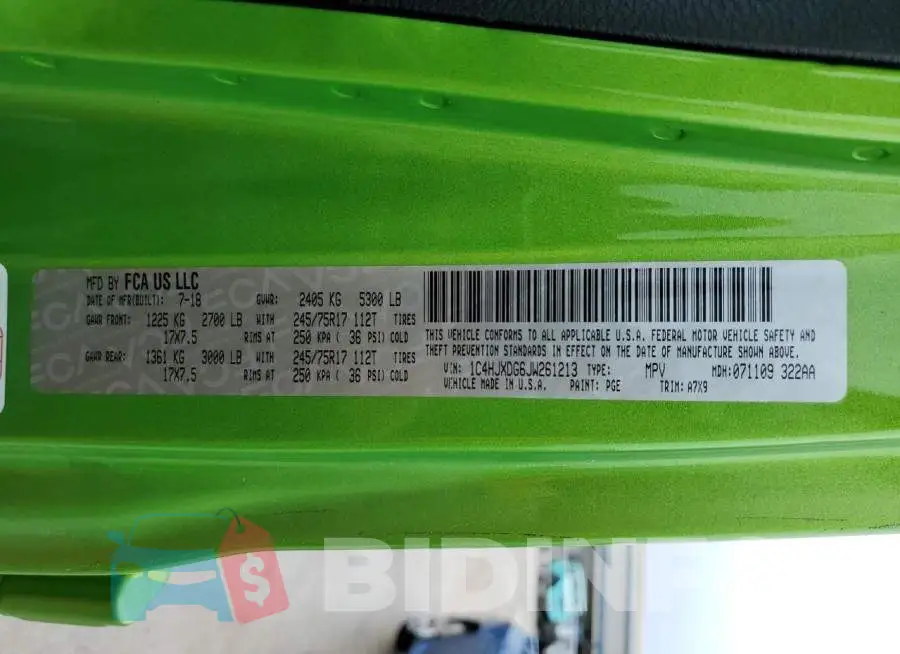 MFD BY FCA US LLC
DATE OF MFR(BUILT): 7-18 GVWR: 2405 KG 5300 LB
GAWR FRONT: 1225 KG 2700 LB WITH 245/75R17 112T TIRES
17X7.5 RIMS AT 250 KPA ( 36 PSI) COLD
GAWR REAR: 1361 KG 3000 LB WITH 245/75R17 112T TIRES
17X7.5 RIMS AT 250 KPA ( 36 PSI) COLD
THIS VEHICLE CONFORMS TO ALL APPLICABLE U.S.A. FEDERAL MOTOR VEHICLE SAFETY AND
THEFT PREVENTION STANDARDS IN EFFECT ON THE DATE OF MANUFACTURE SHOWN ABOVE.
VIN: 1C4HJXDG6JW261213 TYPE: MPV MDH: 071109 322AA
VEHICLE MADE IN U.S.A. PAINT: PGE TRIM: A7X9
$ BIDINF